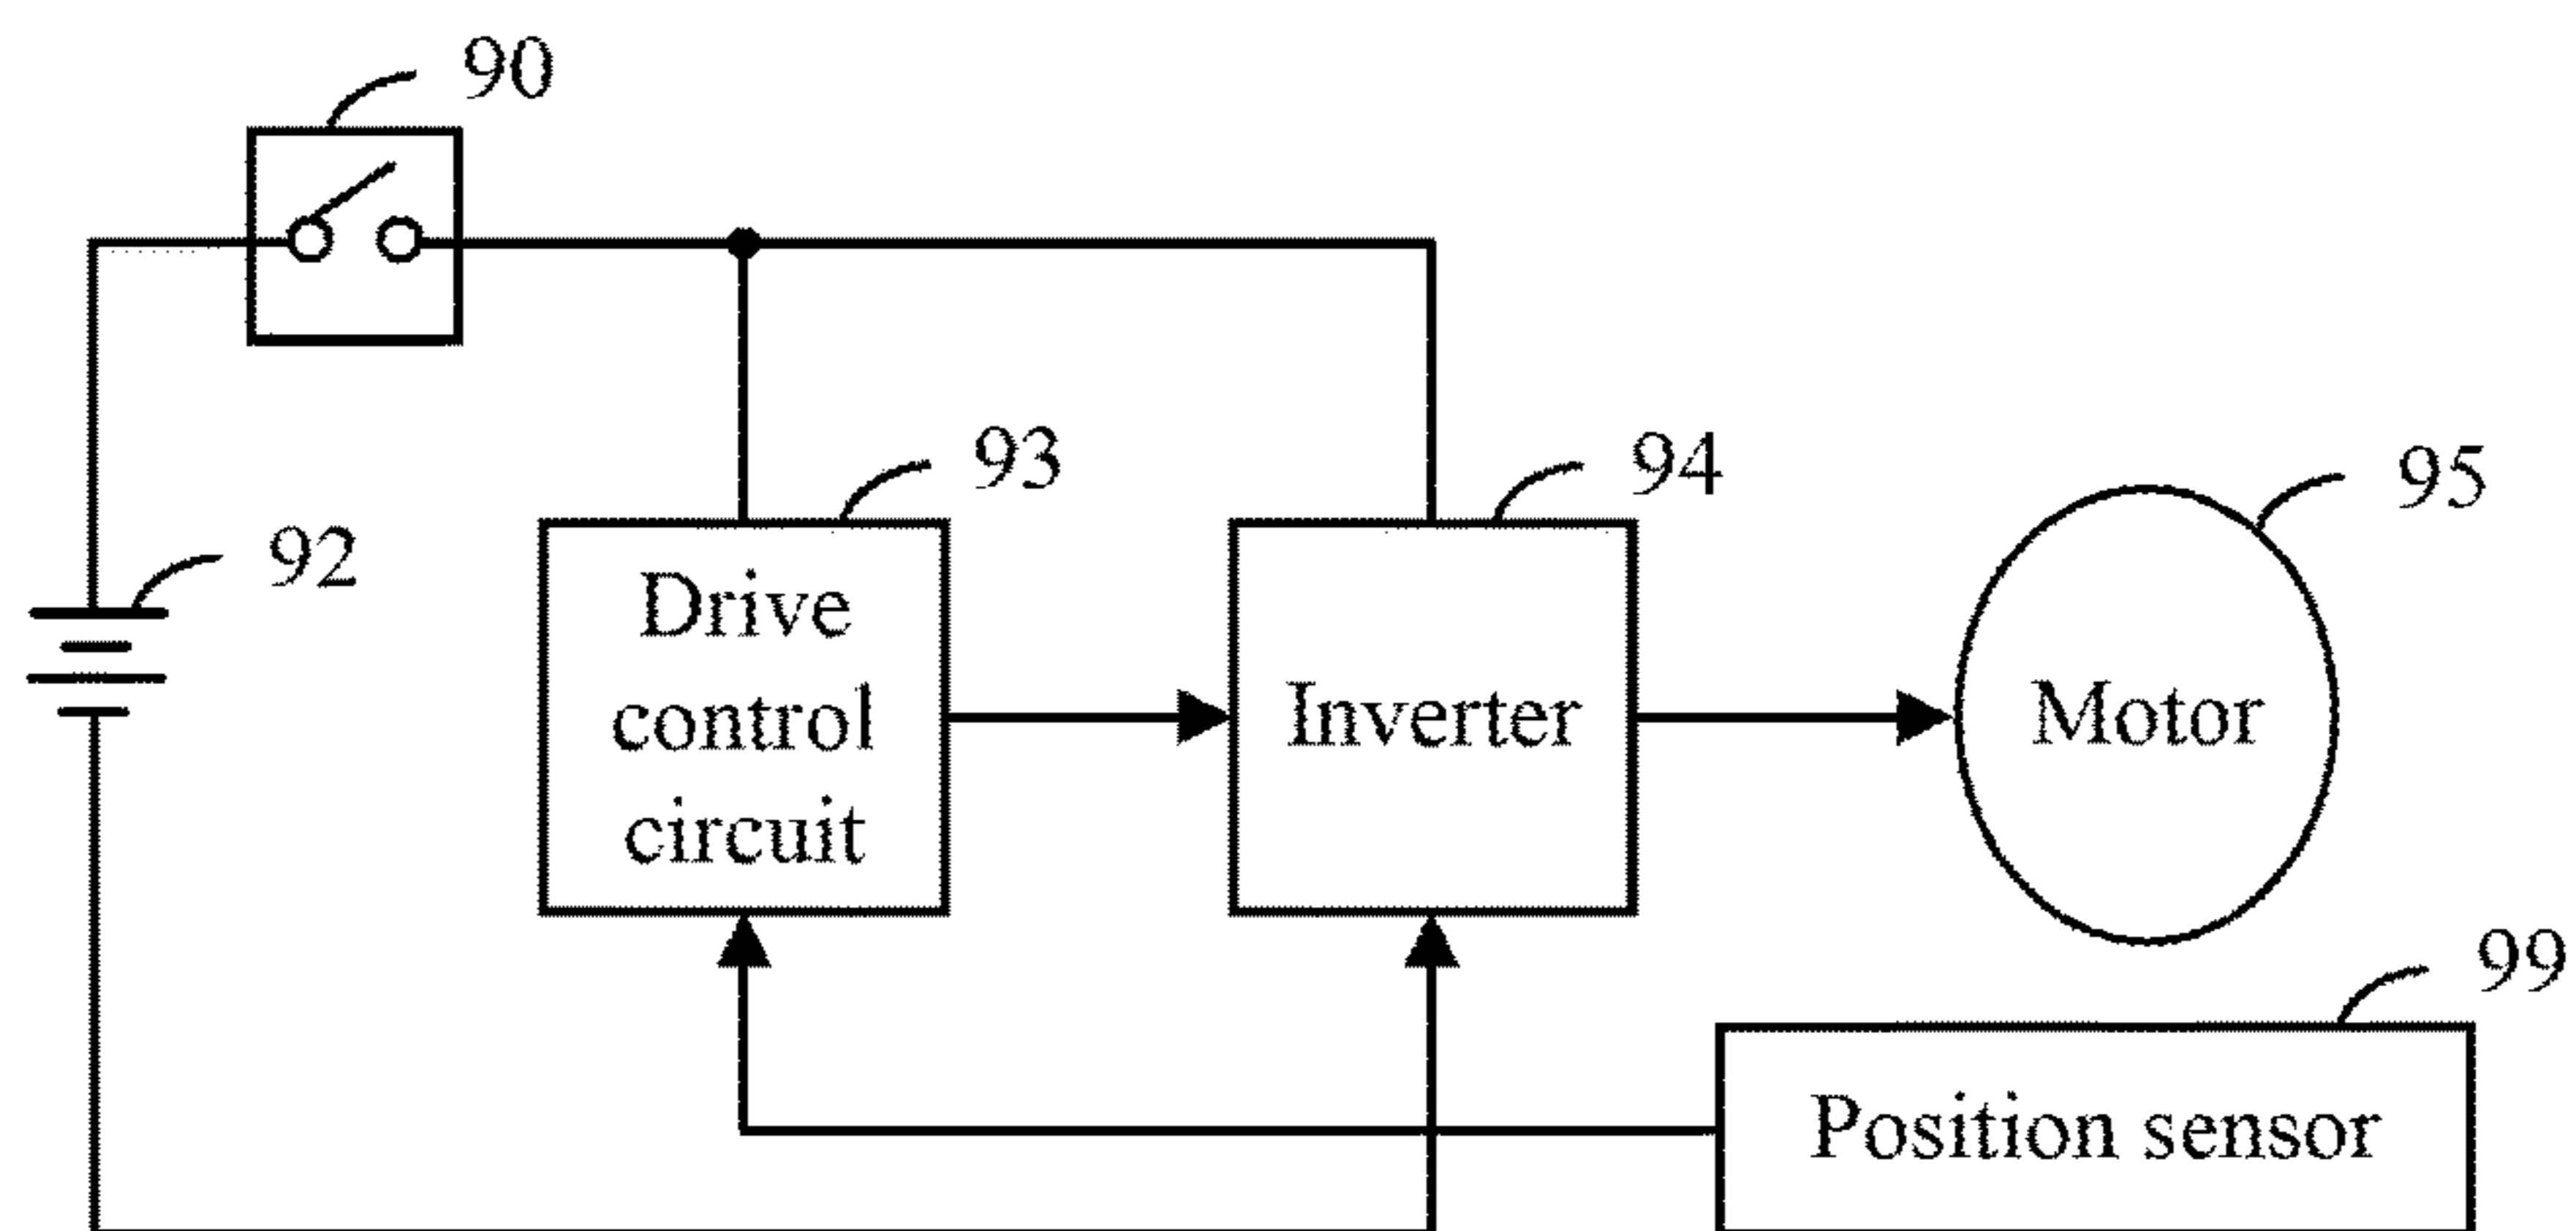 90
93
94
95
92
Drive
control
circuit
Inverter
Motor
99
Position sensor